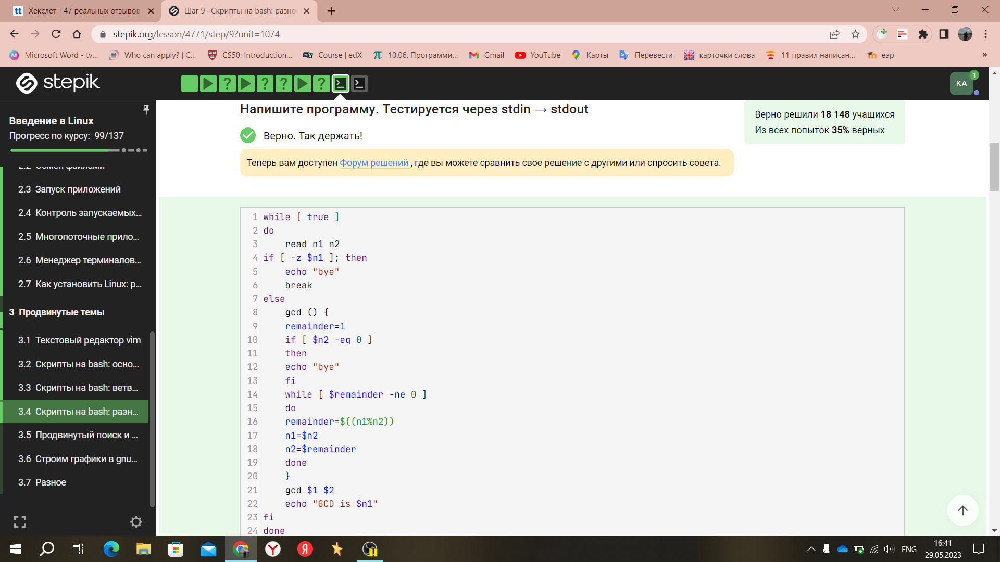 Хекслет - 47 реальных отзывов
Шаг 9 · Скрипты на bash: разное
stepik.org/lesson/4771/step/9?unit=1074
Microsoft Word - tv...
Who can apply? | C...
CS50: Introduction...
edX
Course | edX
10.06. Программи...
Gmail
YouTube
Карты
Перевести
карточки слова
11 правил написан...
eap
»
stepik
KA
1
Введение в Linux
Прогресс по курсу: 99/137
2.2 Обмен файлами
2.3 Запуск приложений
2.4 Контроль запускаемых...
2.5 Многопоточные прило...
2.6 Менеджер терминалов...
2.7 Как установить Linux: р...
3 Продвинутые темы
3.1 Текстовый редактор vim
3.2 Скрипты на bash: осно...
3.3 Скрипты на bash: ветв...
3.4 Скрипты на bash: разн...
3.5 Продвинутый поиск и ...
3.6 Строим графики в gnu...
3.7 Разное
Напишите программу. Тестируется через stdin → stdout
Верно. Так держать!
Верно решили 18 148 учащихся
Из всех попыток 35% верных
Теперь вам доступен Форум решений , где вы можете сравнить свое решение с другими или спросить совета.
1 while [ true ]
2 do
3     read n1 n2
4 if [ -z $n1 ]; then
5     echo "bye"
6     break
7 else
8     gcd () {
9     remainder=1
10     if [ $n2 -eq 0 ]
11     then
12     echo "bye"
13     fi
14     while [ $remainder -ne 0 ]
15     do
16     remainder=$((n1%n2))
17     n1=$n2
18     n2=$remainder
19     done
20     }
21     gcd $1 $2
22     echo "GCD is $n1"
23 fi
24 done
ENG
16:41
29.05.2023